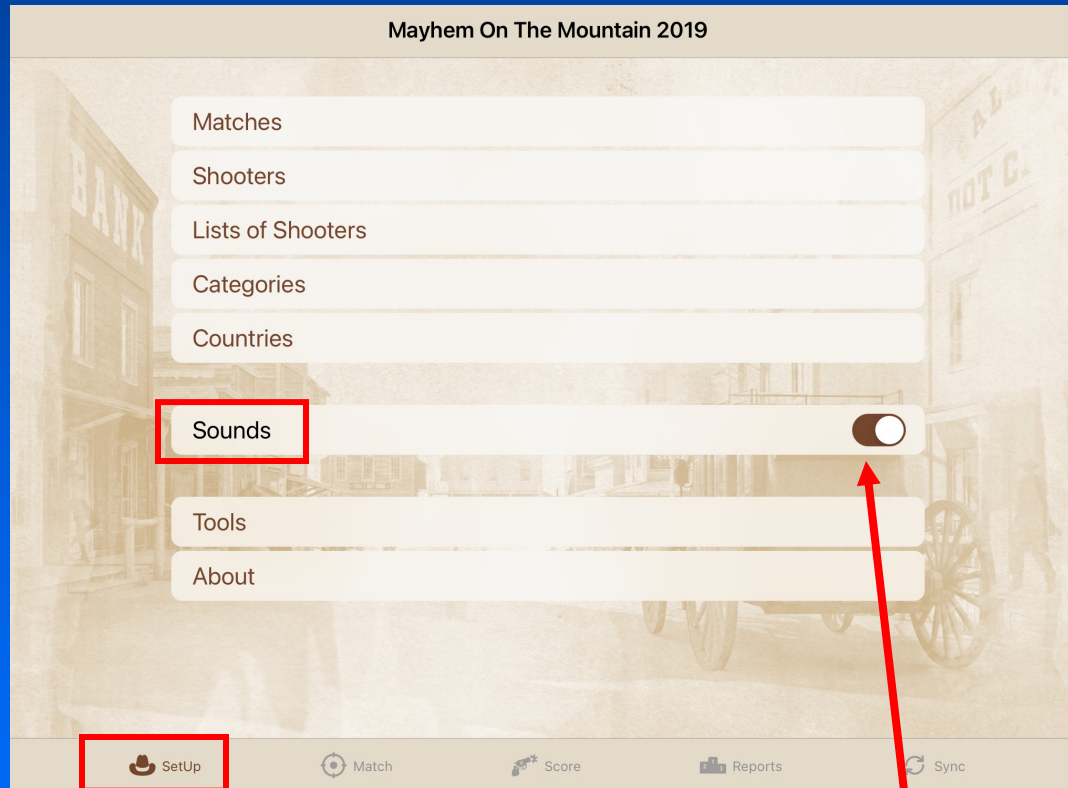 Mayhem On The Mountain 2019
Matches
Shooters
Lists of Shooters
Categories
Countries
BANK
Sounds
Tools
About
SetUp
Match
Score
Reports
Sync